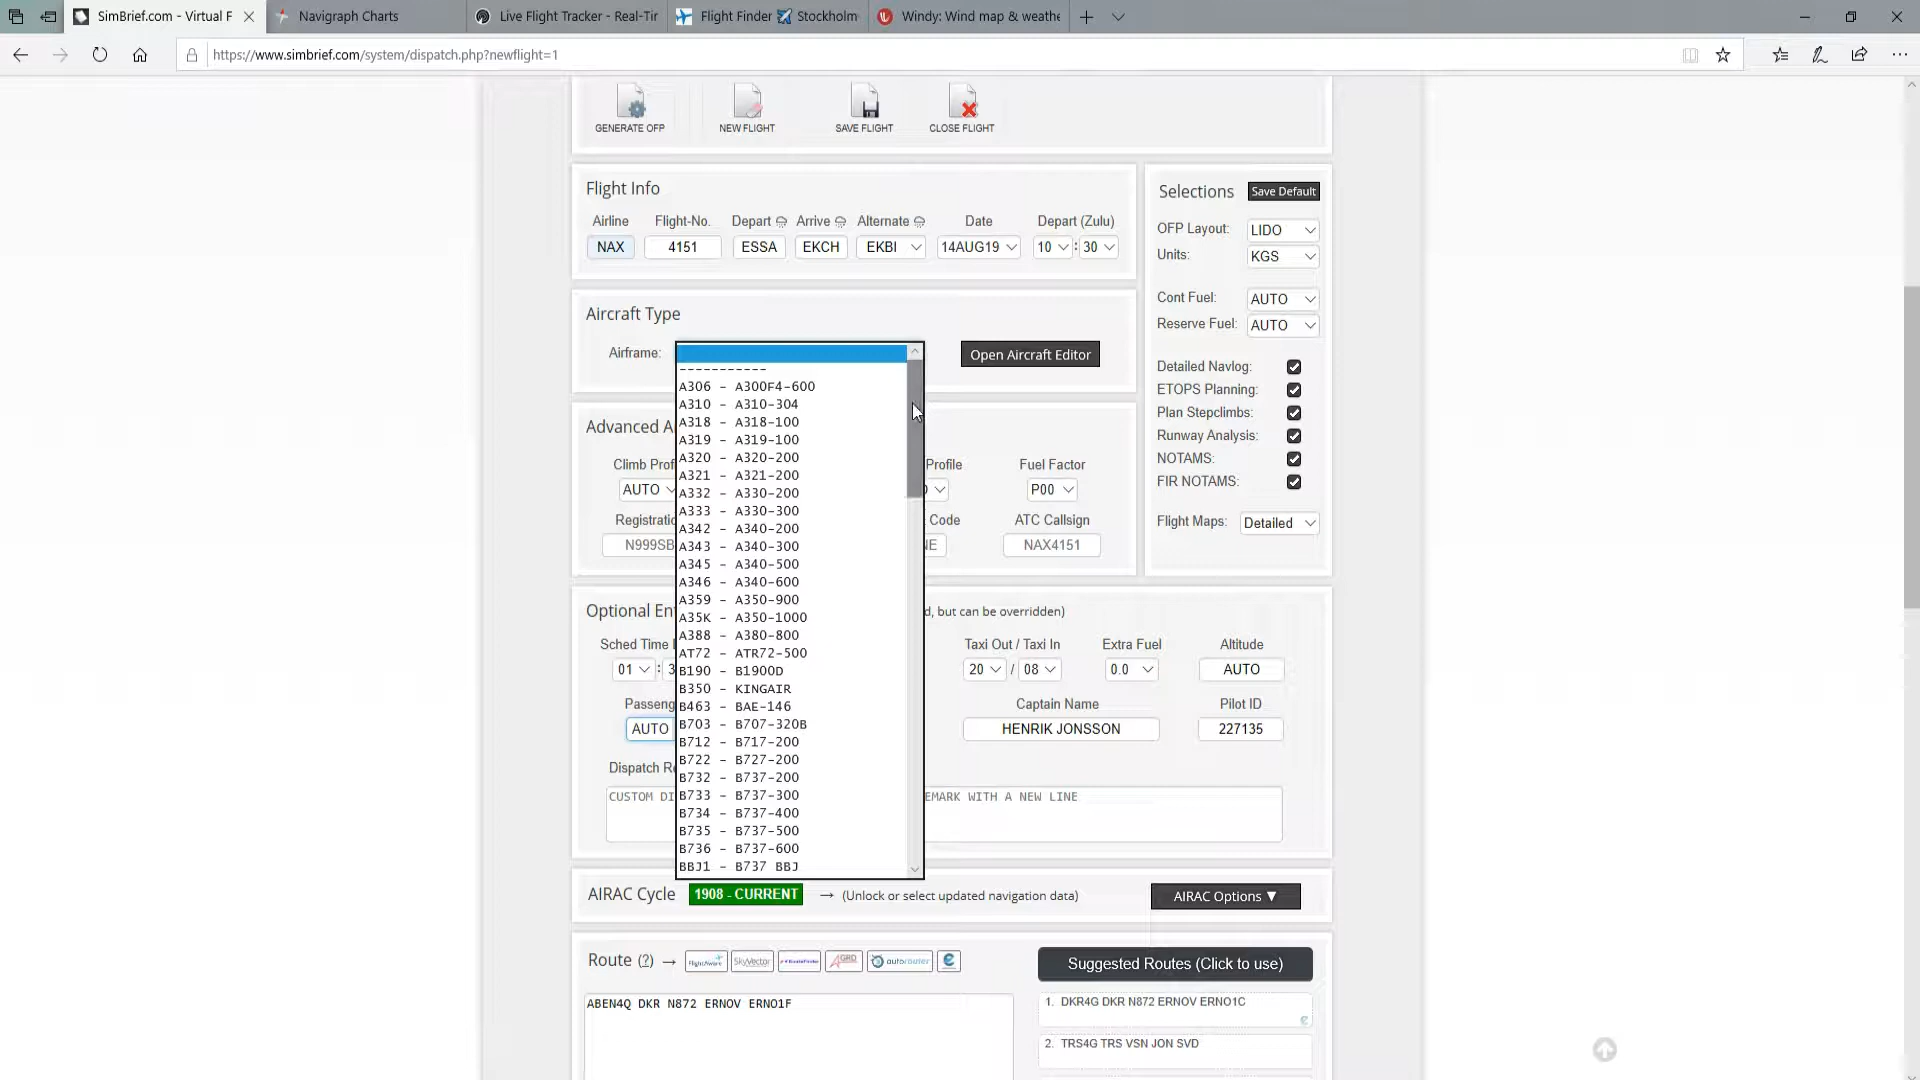 SimBrief.com - Virtual F
Navigraph Charts
Live Flight Tracker - Real-Tir
Flight Finder Stockholm
Windy: Wind map & weathe
https://www.simbrief.com/system/dispatch.php?newflight=1
GENERATE OFP
NEW FLIGHT
SAVE FLIGHT
CLOSE FLIGHT
Flight Info
Airline Flight-No. Depart Arrive Alternate Date Depart (Zulu)
NAX 4151 ESSA EKCH EKBI 14AUG19 10 : 30
Selections Save Default
OFP Layout: LIDO
Units: KGS
Cont Fuel: AUTO
Reserve Fuel: AUTO
Detailed Navlog:
ETOPS Planning:
Plan Stepclimbs:
Runway Analysis:
NOTAMS:
FIR NOTAMS:
Flight Maps: Detailed
Aircraft Type
Airframe:
Open Aircraft Editor
-----------
A306 - A300F4-600
A310 - A310-304
A318 - A318-100
A319 - A319-100
A320 - A320-200
A321 - A321-200
A332 - A330-200
A333 - A330-300
A342 - A340-200
A343 - A340-300
A345 - A340-500
A346 - A340-600
A359 - A350-900
A35K - A350-1000
A388 - A380-800
AT72 - ATR72-500
B190 - B1900D
B350 - KINGAIR
B463 - BAE-146
B703 - B707-320B
B712 - B717-200
B722 - B727-200
B732 - B737-200
B733 - B737-300
B734 - B737-400
B735 - B737-500
B736 - B737-600
BBJ1 - B737 BBJ
Advanced A
Climb Prof
Profile
Fuel Factor
AUTO
P00
Registratio
Code
ATC Callsign
N999SB
NE
NAX4151
Optional En
d, but can be overridden)
Sched Time
Taxi Out / Taxi In
Extra Fuel
Altitude
01 : 3
20 / 08
0.0
AUTO
Passeng
Captain Name
Pilot ID
AUTO
HENRIK JONSSON
227135
Dispatch Re
CUSTOM DI
EMARK WITH A NEW LINE
AIRAC Cycle 1908 - CURRENT → (Unlock or select updated navigation data)
AIRAC Options ▼
Route (?) →
FlightAware
SkyVector
RouteFinder
autorouter
Suggested Routes (Click to use)
ABEN4Q DKR N872 ERNOV ERNO1F
1. DKR4G DKR N872 ERNOV ERNO1C
2. TRS4G TRS VSN JON SVD